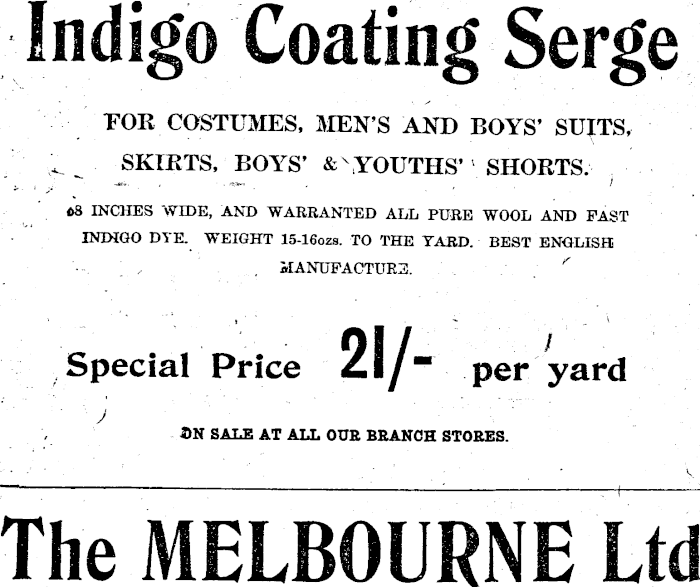 Indigo Coating Serge
FOR COSTUMES, MEN'S AND BOYS' SUITS,
SKIRTS, BOYS' & YOUTHS' SHORTS.
INCHES WIDE, AND WARRANTED ALL PURE WOOL AND FAST
INDIGO DYE. WEIGHT 15-16ozs. TO THE YARD. BEST ENGLISH
MANUFACTURE.
Special Price 21/- per yard
ON SALE AT ALL OUR BRANCH STORES.
The MELBOURNE Ltd